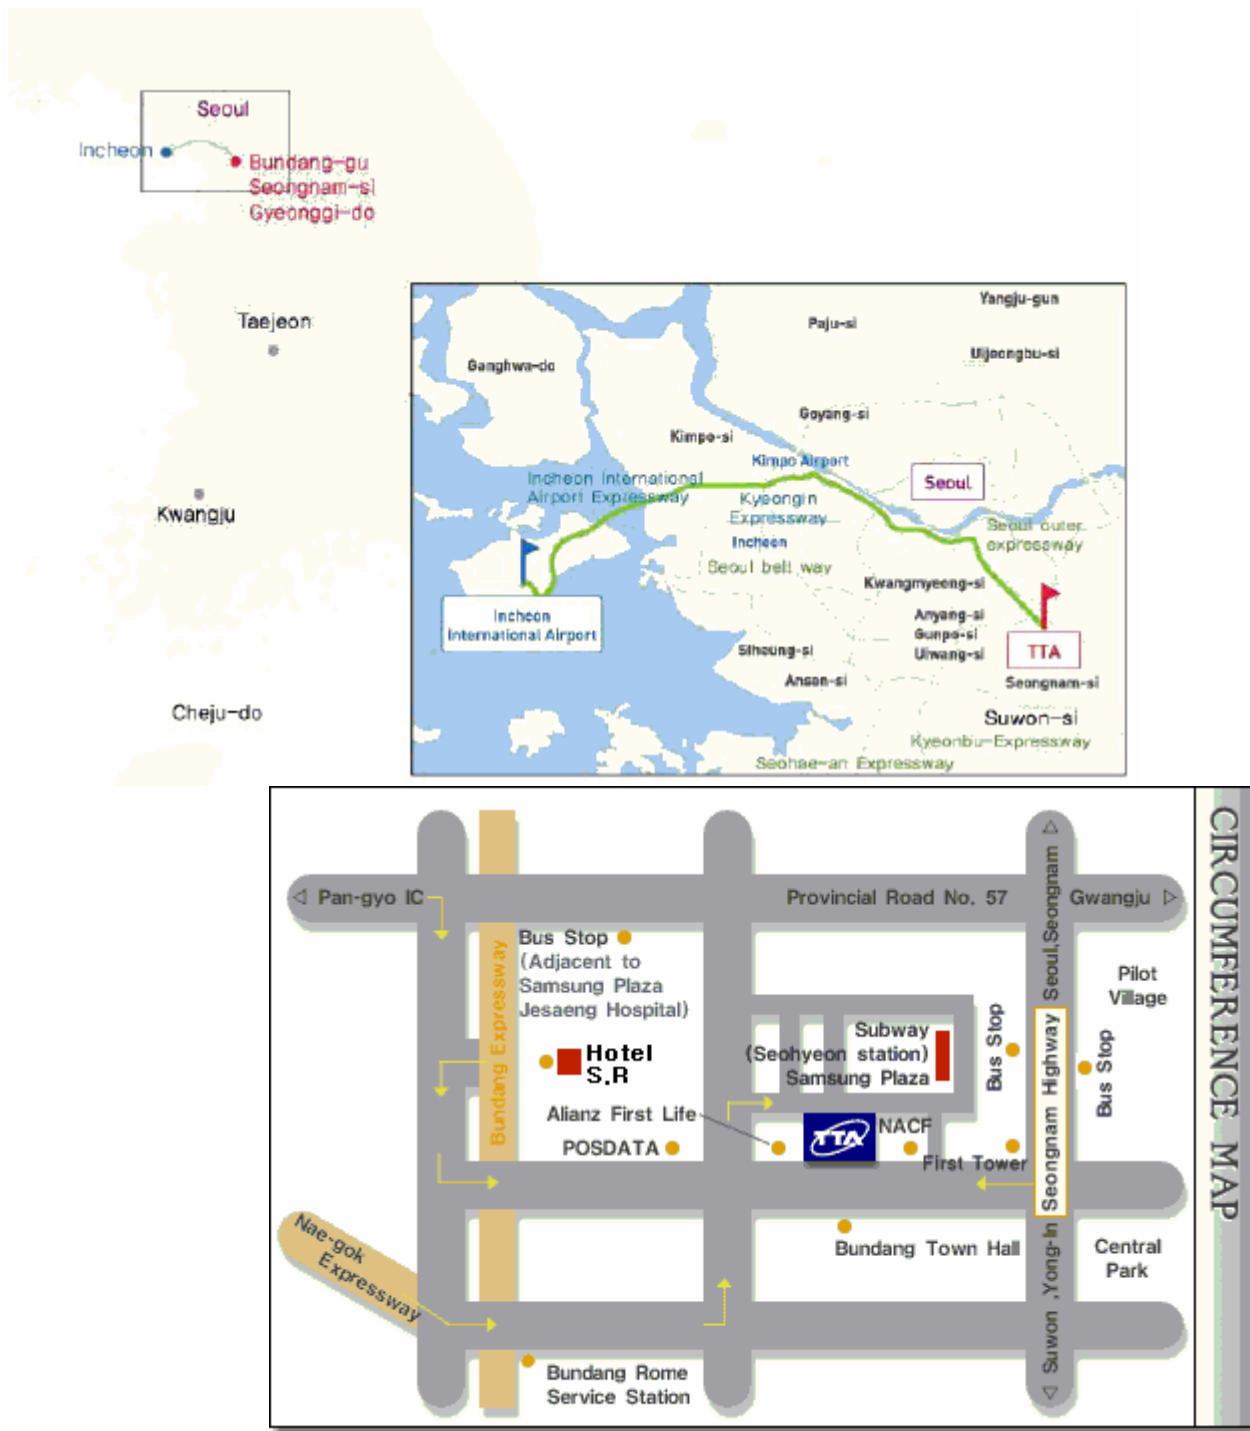 Seoul
Incheon
Bundang-gu
Seongnam-si
Gyeonggi-do
Taejeon
Kwangju
Cheju-do
Yangju-gun
Paju-si
Uijeongbu-si
Ganghwa-do
Goyang-si
Kimpo-si
Kimpo Airport
Incheon International
Airport Expressway
Seoul
Kyeongin
Expressway
Seoul outer
expressway
Incheon
Seoul belt way
Kwangmyeong-si
Anyang-si
Gunpo-si
Uiwang-si
Incheon
International Airport
TTA
Siheung-si
Ansan-si
Seongnam-si
Suwon-si
Kyeonbu-Expressway
Seohae-an Expressway
CIRCUMFERENCE MAP
Pan-gyo IC
Provincial Road No. 57
Gwangju
Seoul,Seongnam
Bundang Expressway
Bus Stop
(Adjacent to
Samsung Plaza
Jesaeng Hospital)
Pilot
Village
Hotel
S.R
Subway
(Seohyeon station)
Samsung Plaza
Bus Stop
Seongnam Highway
Bus Stop
Alianz First Life
TTA
NACF
POSDATA
First Tower
Nae-gok
Expressway
Bundang Town Hall
Suwon ,Yong-In
Central
Park
Bundang Rome
Service Station